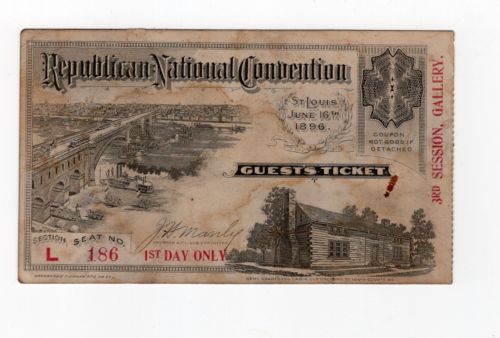 Republican National Convention
ST LOUIS
JUNE 16TH
1896.
COUPON
NOT GOOD IF
DETACHED
GUESTS TICKET
3RD SESSION, GALLERY.
SECTION
L
SEAT NO.
186
1ST DAY ONLY